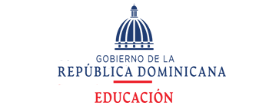 GOBIERNO DE LA
REPÚBLICA DOMINICANA
EDUCACIÓN